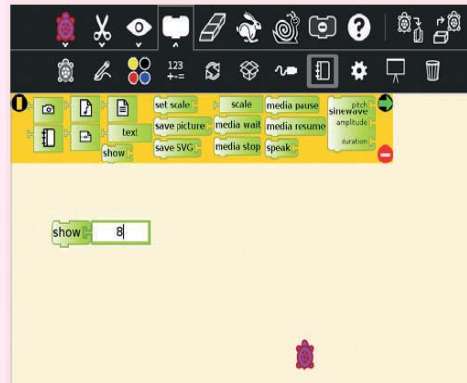 ?
123
+-=
set scale scale media pause pitch
sinewave
save picture media wait media resume amplitude
text
show save SVG media stop speak duration
show 8